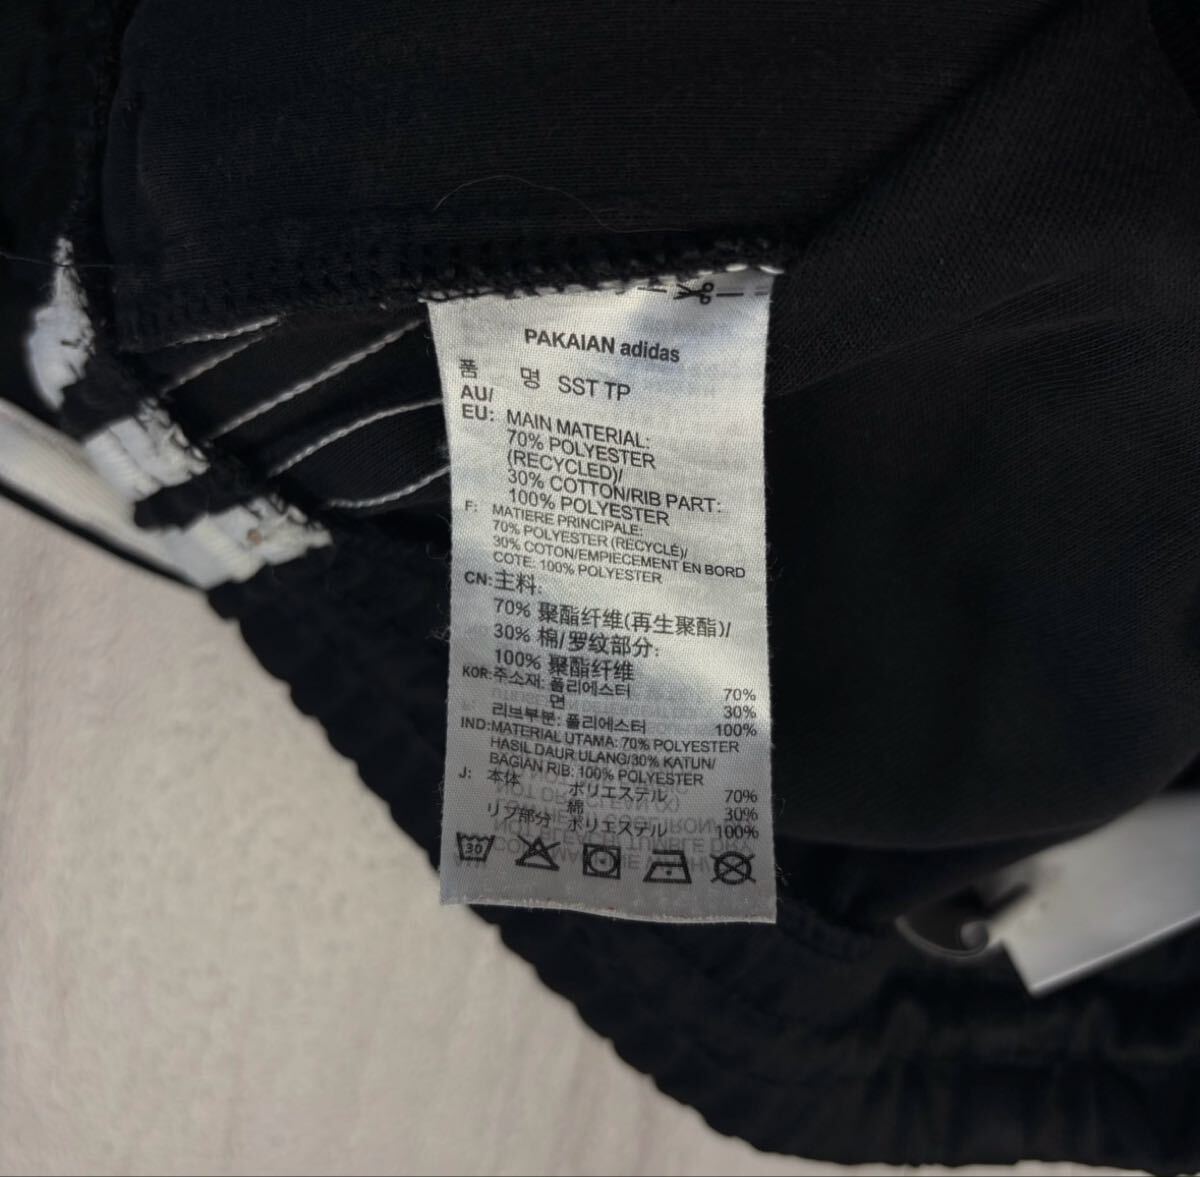 PAKAIAN adidas
품 명 SST TP
AU/
EU: MAIN MATERIAL:
70% POLYESTER
(RECYCLED)/
30% COTTON/RIB PART:
100% POLYESTER
F: MATIERE PRINCIPALE:
70% POLYESTER (RECYCLÉ)/
30% COTON/EMPIECEMENT EN BORD
COTE: 100% POLYESTER
CN:主料:
70% 聚酯纤维(再生聚酯)/
30% 棉/罗纹部分:
100% 聚酯纤维
KOR:주소재: 폴리에스터 70%
면 30%
리브부분: 폴리에스터 100%
IND:MATERIAL UTAMA: 70% POLYESTER
HASIL DAUR ULANG/30% KATUN/
BAGIAN RIB: 100% POLYESTER
J: 本体 ポリエステル 70%
綿 30%
リブ部分 ポリエステル 100%
30